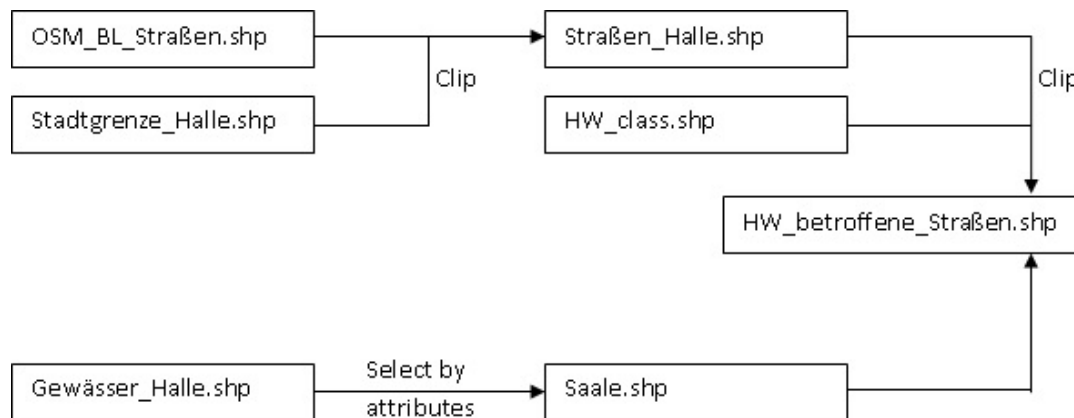 OSM_BL_Straßen.shp
Straßen_Halle.shp
Clip
Clip
Stadtgrenze_Halle.shp
HW_class.shp
HW_betroffene_Straßen.shp
Gewässer_Halle.shp
Select by
attributes
Saale.shp